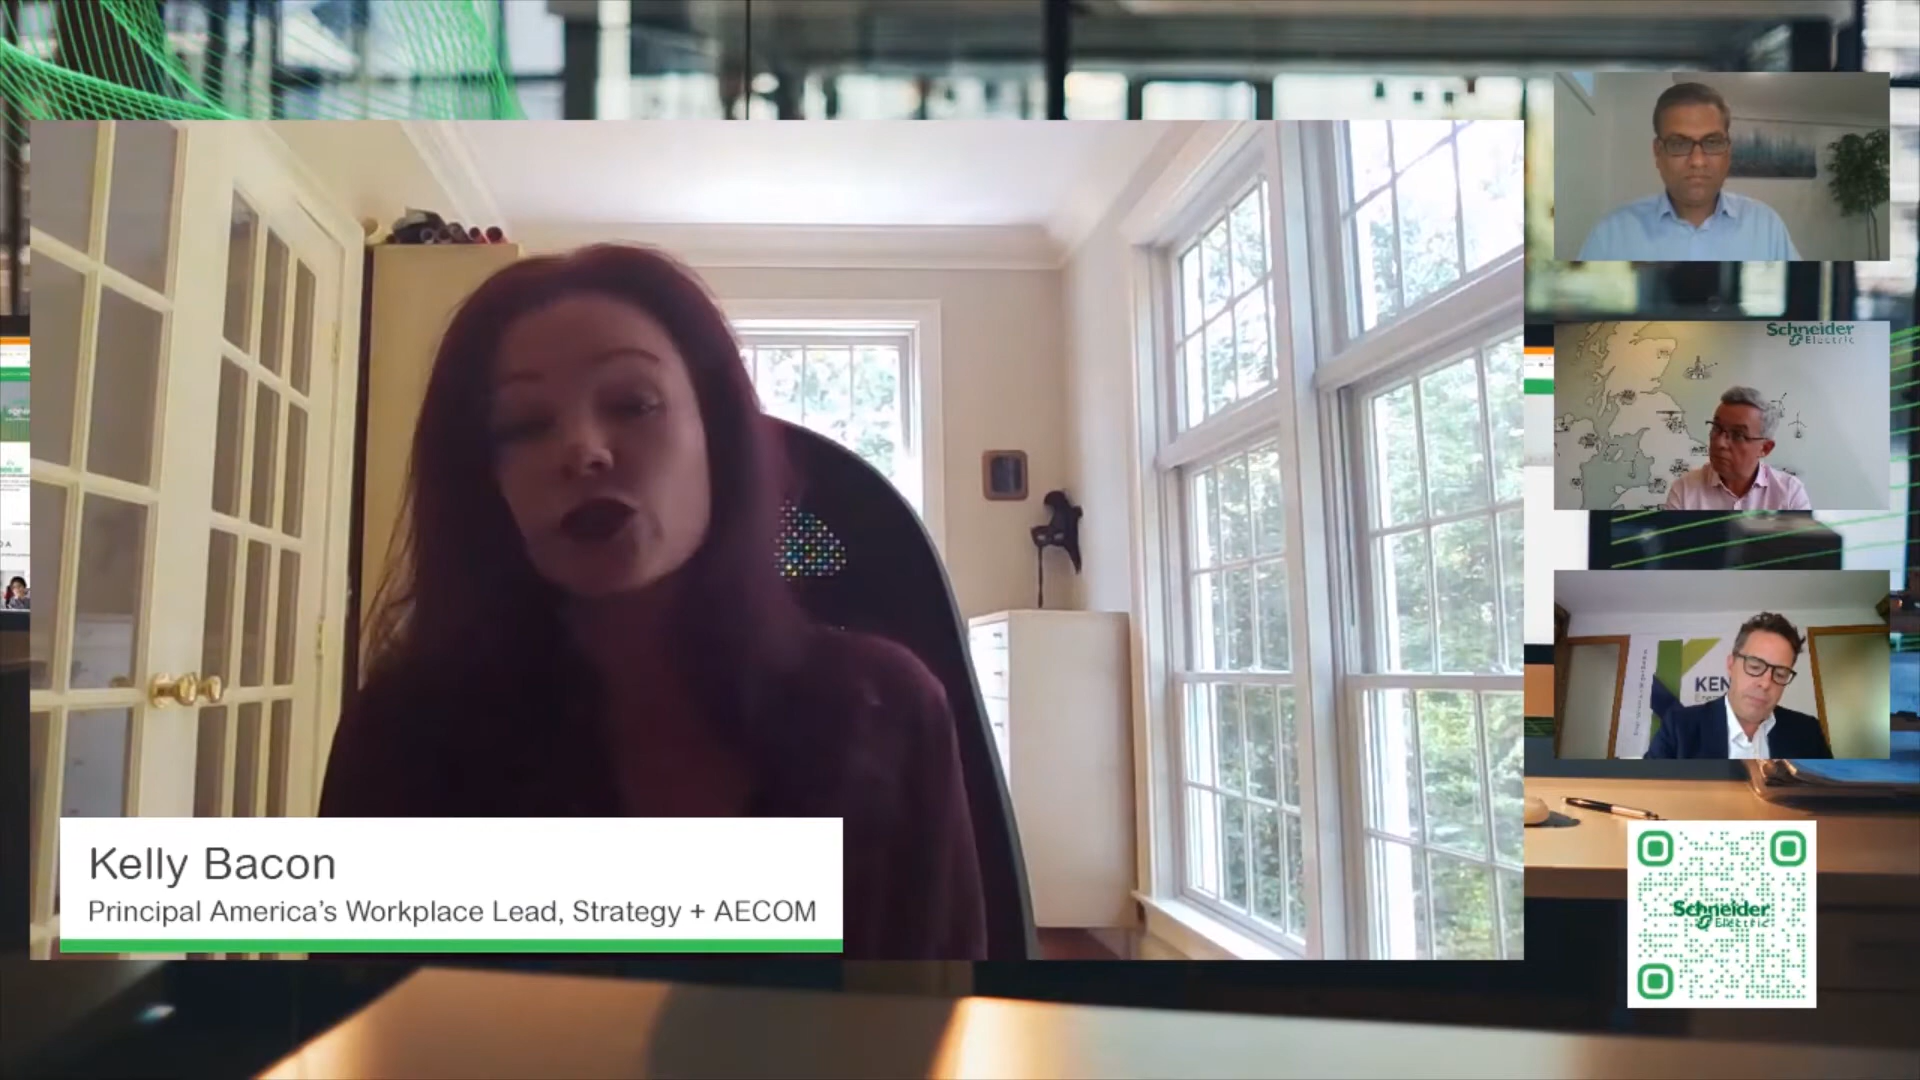 Schneider
Electric
KEN
Kelly Bacon
Principal America's Workplace Lead, Strategy + AECOM
Schneider
Electric